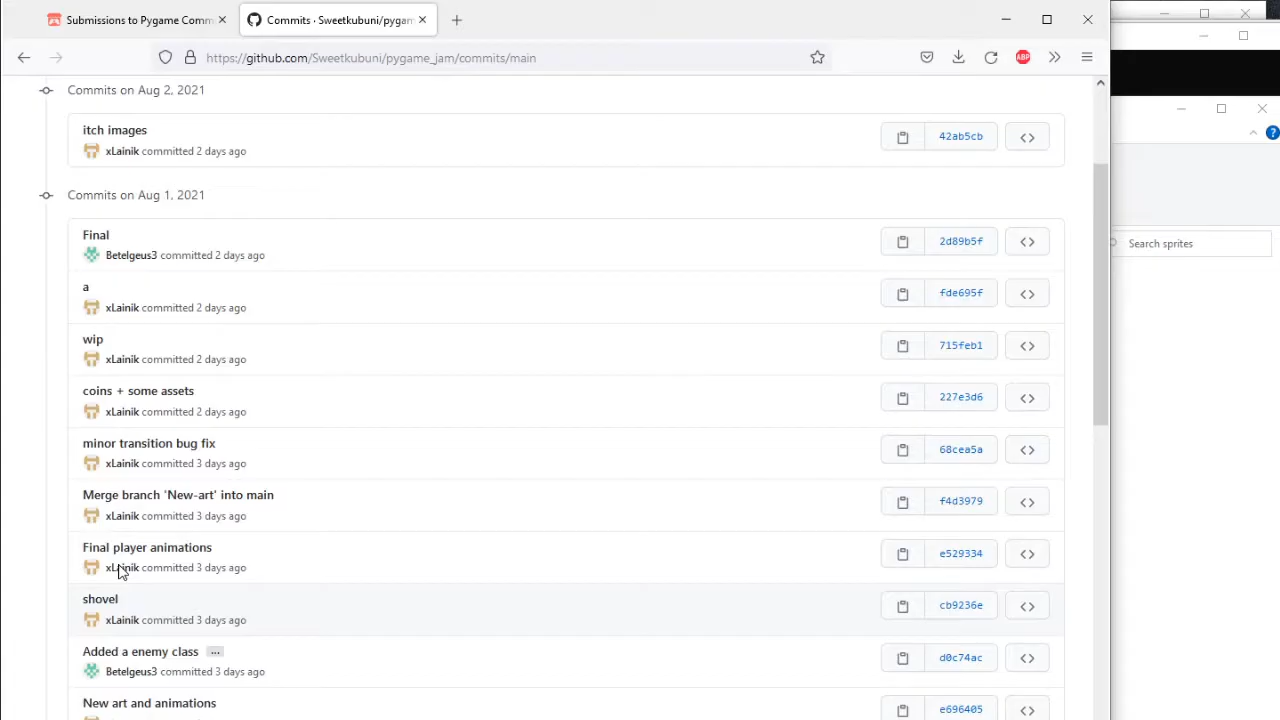 Submissions to Pygame Comm
Commits · Sweetkubuni/pygam
https://github.com/Sweetkubuni/pygame_jam/commits/main
ABP
Commits on Aug 2, 2021
itch images
42ab5cb
xLainik committed 2 days ago
Commits on Aug 1, 2021
Final
2d89b5f
Betelgeus3 committed 2 days ago
a
fde695f
xLainik committed 2 days ago
wip
715feb1
xLainik committed 2 days ago
coins + some assets
227e3d6
xLainik committed 2 days ago
minor transition bug fix
68cea5a
xLainik committed 3 days ago
Merge branch 'New-art' into main
f4d3979
xLainik committed 3 days ago
Final player animations
e529334
xLainik committed 3 days ago
shovel
cb9236e
xLainik committed 3 days ago
Added a enemy class ...
d0c74ac
Betelgeus3 committed 3 days ago
New art and animations
e696405
Search sprites